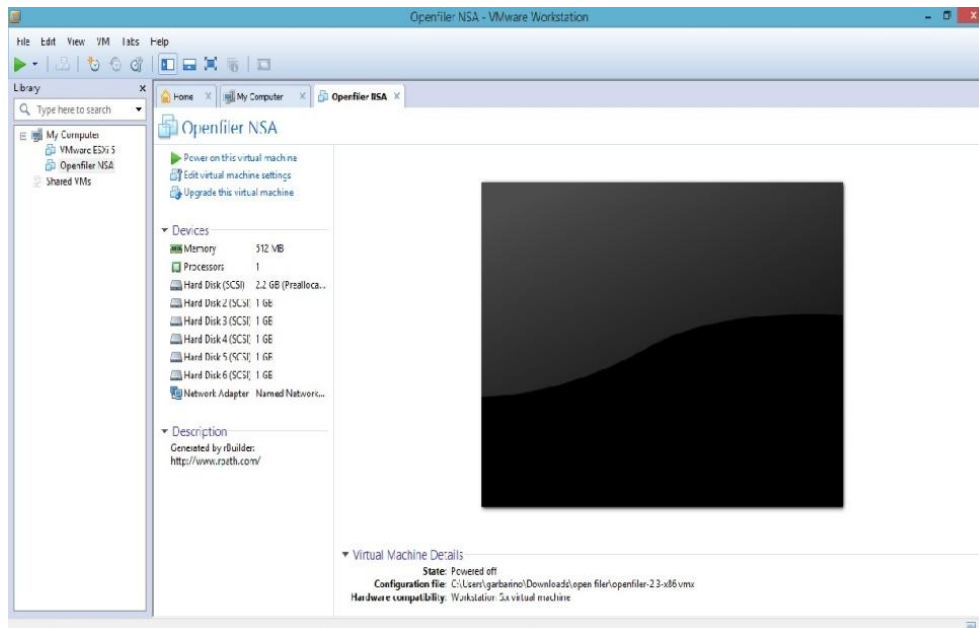 Openfiler NSA - VMware Workstation
File Edit View VM Tabs Help
Library x
Type here to search
Home x My Computer x Openfiler NSA x
My Computer
VMware ESXi 5
Openfiler NSA
Shared VMs
Openfiler NSA
Power on this virtual machine
Edit virtual machine settings
Upgrade this virtual machine
Devices
Memory 512 MB
Processors 1
Hard Disk (SCSI) 2.2 GB (Prealloca...
Hard Disk 2 (SCSI) 1 GB
Hard Disk 3 (SCSI) 1 GB
Hard Disk 4 (SCSI) 1 GB
Hard Disk 5 (SCSI) 1 GB
Hard Disk 6 (SCSI) 1 GB
Network Adapter Named Network...
Description
Generated by rBuilder:
http://www.rpath.com/
Virtual Machine Details
State: Powered off
Configuration file: C:\Users\garbarino\Downloads\open filer\openfiler-2.3-x86.vmx
Hardware compatibility: Workstation 5.x virtual machine